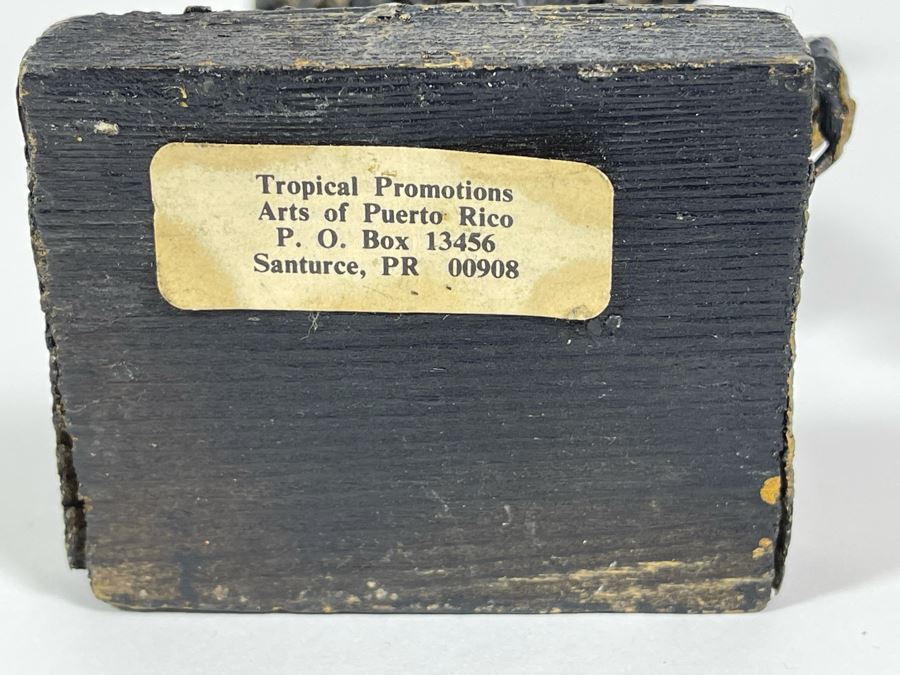 Tropical Promotions
Arts of Puerto Rico
P. O. Box 13456
Santurce, PR 00908